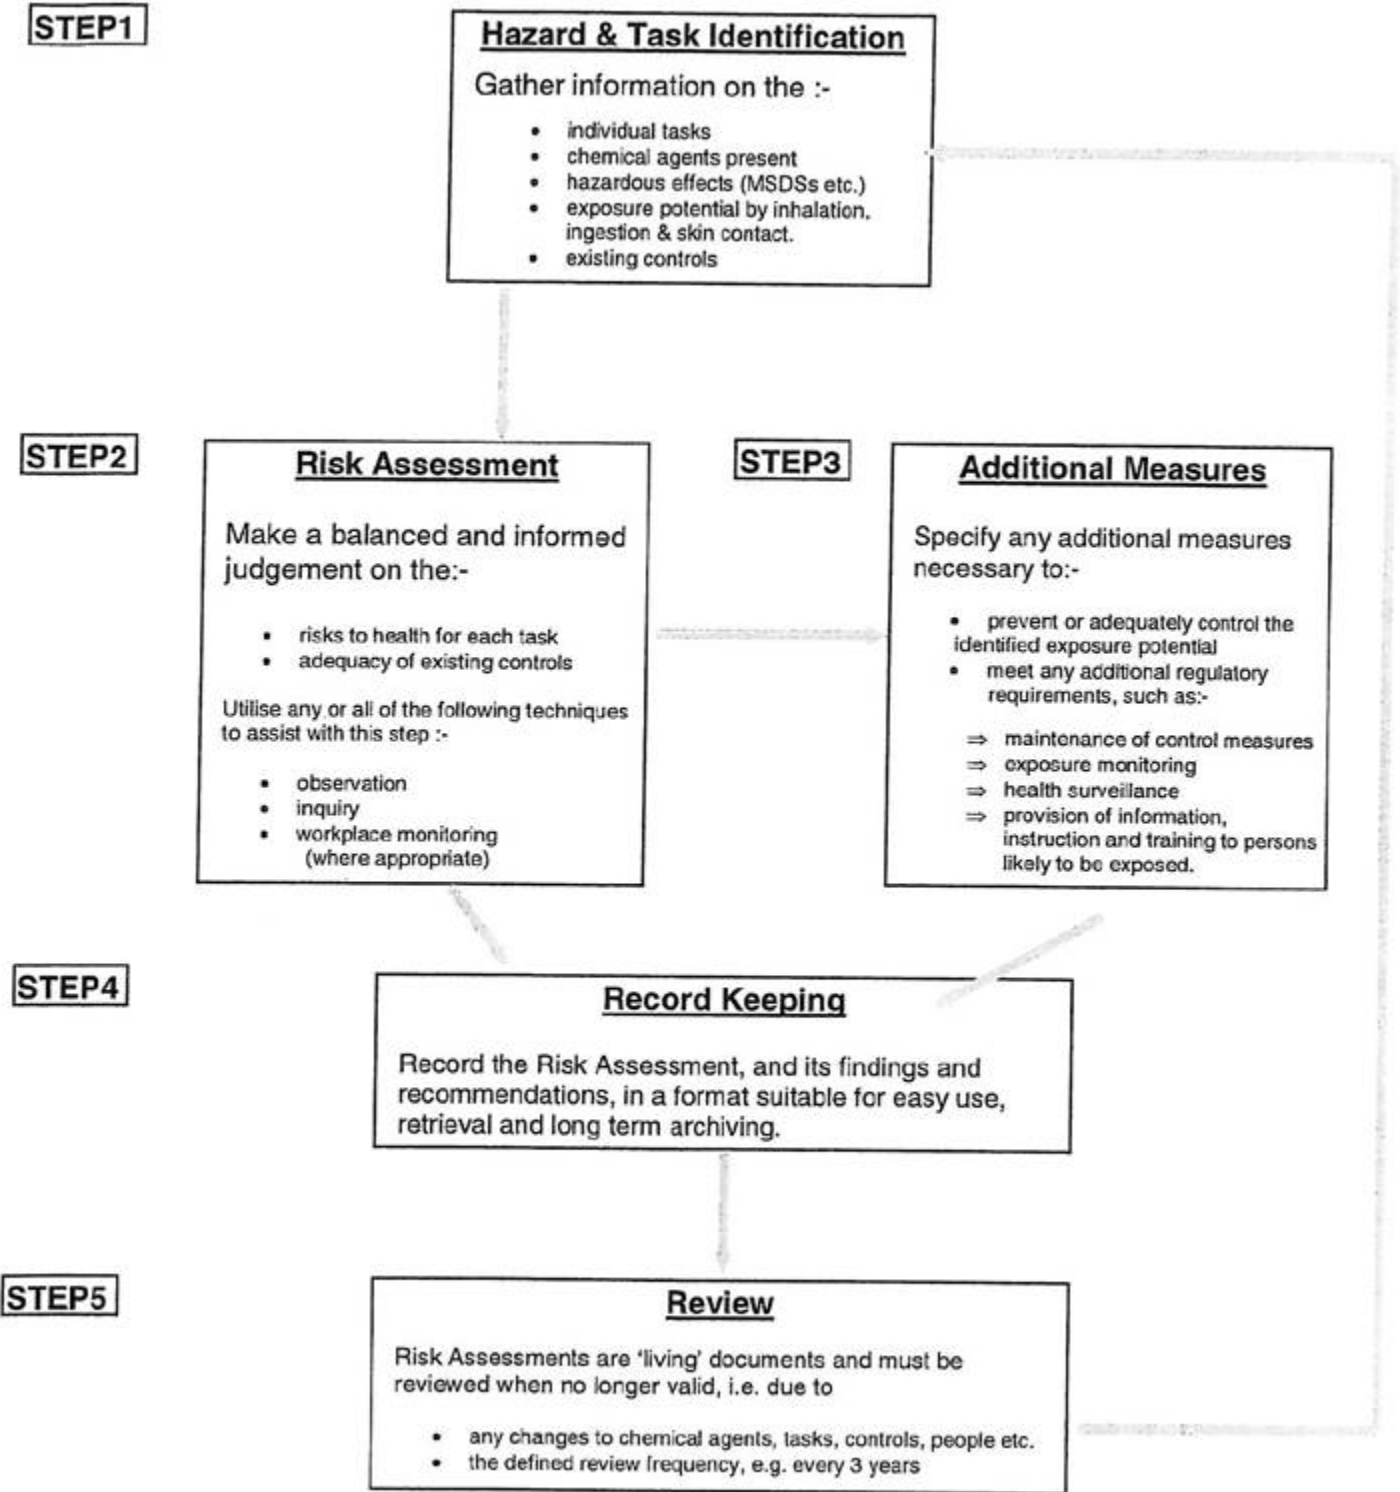 STEP1
Hazard & Task Identification
Gather information on the :-
• individual tasks
• chemical agents present
• hazardous effects (MSDSs etc.)
• exposure potential by inhalation,
ingestion & skin contact.
• existing controls
STEP2
Risk Assessment
Make a balanced and informed
judgement on the:-
• risks to health for each task
• adequacy of existing controls
Utilise any or all of the following techniques
to assist with this step :-
• observation
• inquiry
• workplace monitoring
(where appropriate)
STEP3
Additional Measures
Specify any additional measures
necessary to:-
• prevent or adequately control the
identified exposure potential
• meet any additional regulatory
requirements, such as:-
⇒ maintenance of control measures
⇒ exposure monitoring
⇒ health surveillance
⇒ provision of information,
instruction and training to persons
likely to be exposed.
STEP4
Record Keeping
Record the Risk Assessment, and its findings and
recommendations, in a format suitable for easy use,
retrieval and long term archiving.
STEP5
Review
Risk Assessments are 'living' documents and must be
reviewed when no longer valid, i.e. due to
• any changes to chemical agents, tasks, controls, people etc.
• the defined review frequency, e.g. every 3 years